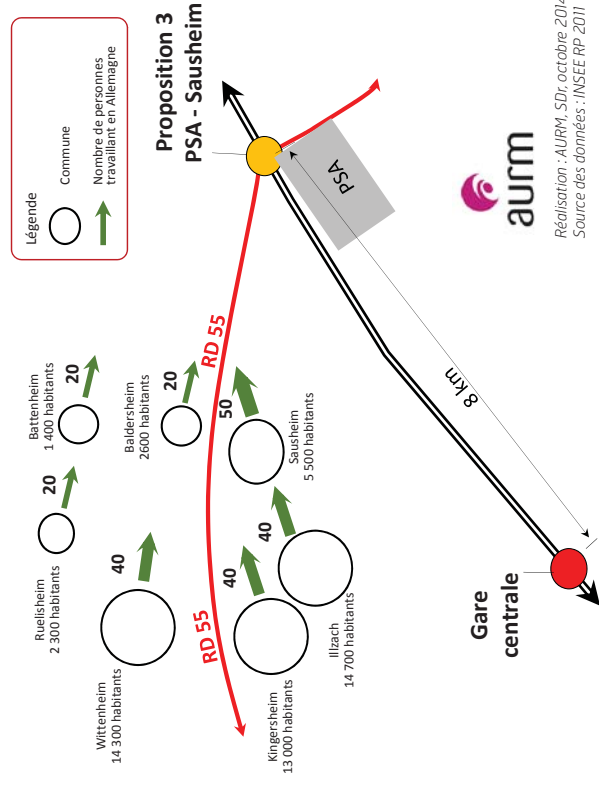 Légende
Commune
Nombre de personnes
travaillant en Allemagne
Proposition 3
PSA - Sausheim
PSA
Battenheim
1 400 habitants
20
Baldersheim
2600 habitants
20
RD 55
50
Sausheim
5 500 habitants
Ruelisheim
2 300 habitants
20
Wittenheim
14 300 habitants
40
RD 55
40
Kingersheim
13 000 habitants
40
Illzach
14 700 habitants
8 km
Gare
centrale
aurm
Réalisation : AURM, SDr, octobre 2014
Source des données : INSEE RP 2011